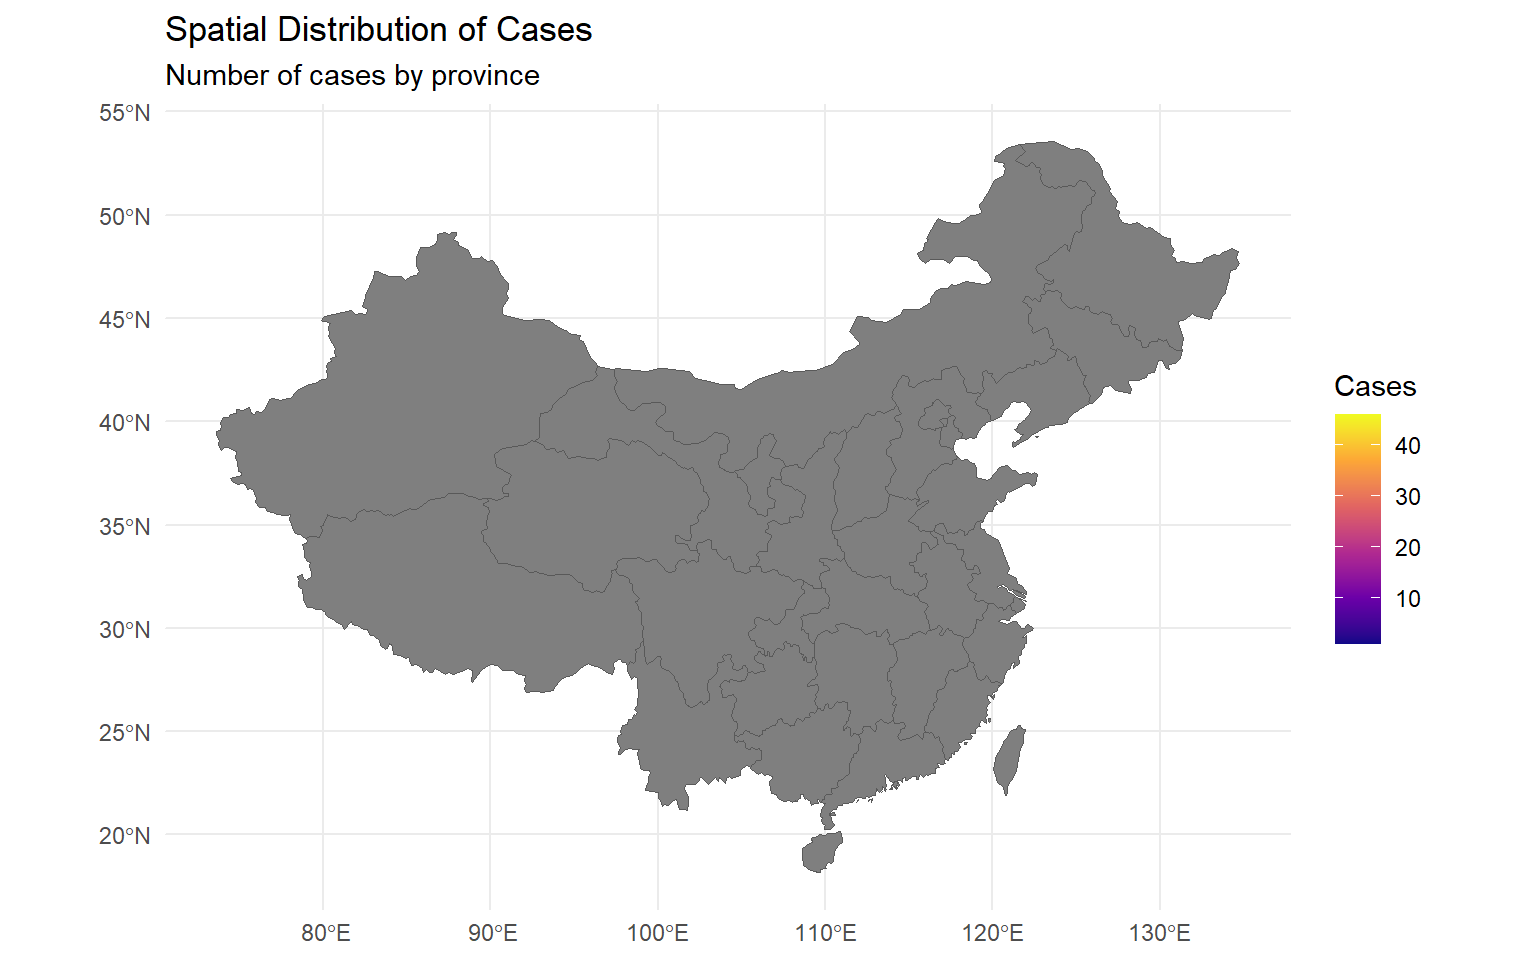 Spatial Distribution of Cases
Number of cases by province
55°N
50°N
45°N
40°N
35°N
30°N
25°N
20°N
80°E
90°E
100°E
110°E
120°E
130°E
Cases
40
30
20
10